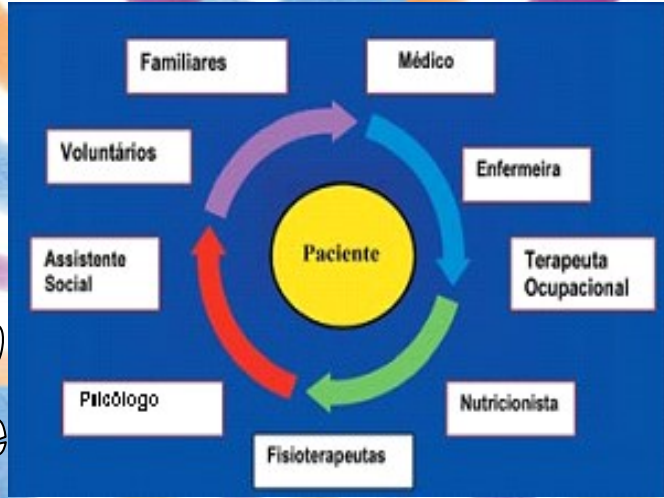 Familiares
Médico
Voluntários
Enfermeira
Paciente
Assistente
Social
Terapeuta
Ocupacional
Psicólogo
Nutricionista
Fisioterapeutas